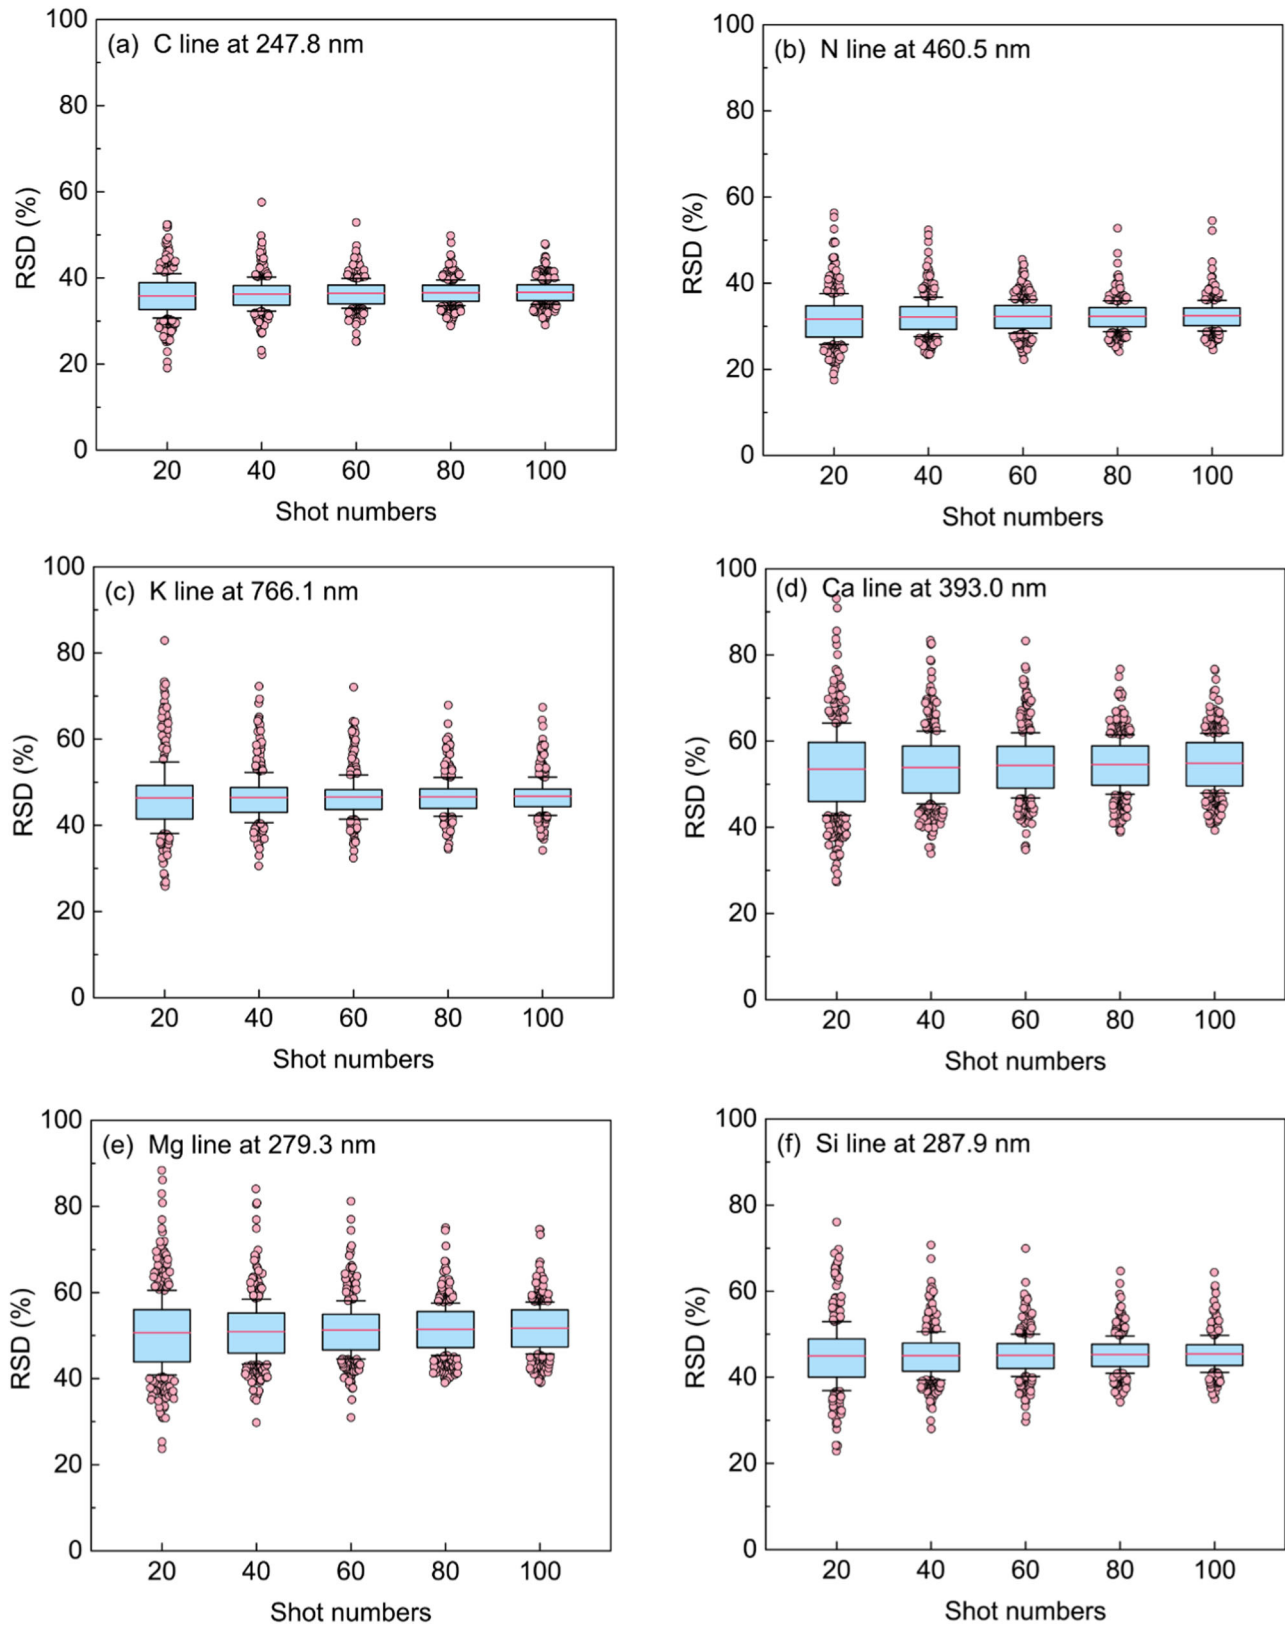 (a) C line at 247.8 nm
RSD (%)
100
80
60
40
20
0
20 40 60 80 100
Shot numbers
(b) N line at 460.5 nm
RSD (%)
100
80
60
40
20
0
20 40 60 80 100
Shot numbers
(c) K line at 766.1 nm
RSD (%)
100
80
60
40
20
0
20 40 60 80 100
Shot numbers
(d) Ca line at 393.0 nm
RSD (%)
100
80
60
40
20
0
20 40 60 80 100
Shot numbers
(e) Mg line at 279.3 nm
RSD (%)
100
80
60
40
20
0
20 40 60 80 100
Shot numbers
(f) Si line at 287.9 nm
RSD (%)
100
80
60
40
20
0
20 40 60 80 100
Shot numbers